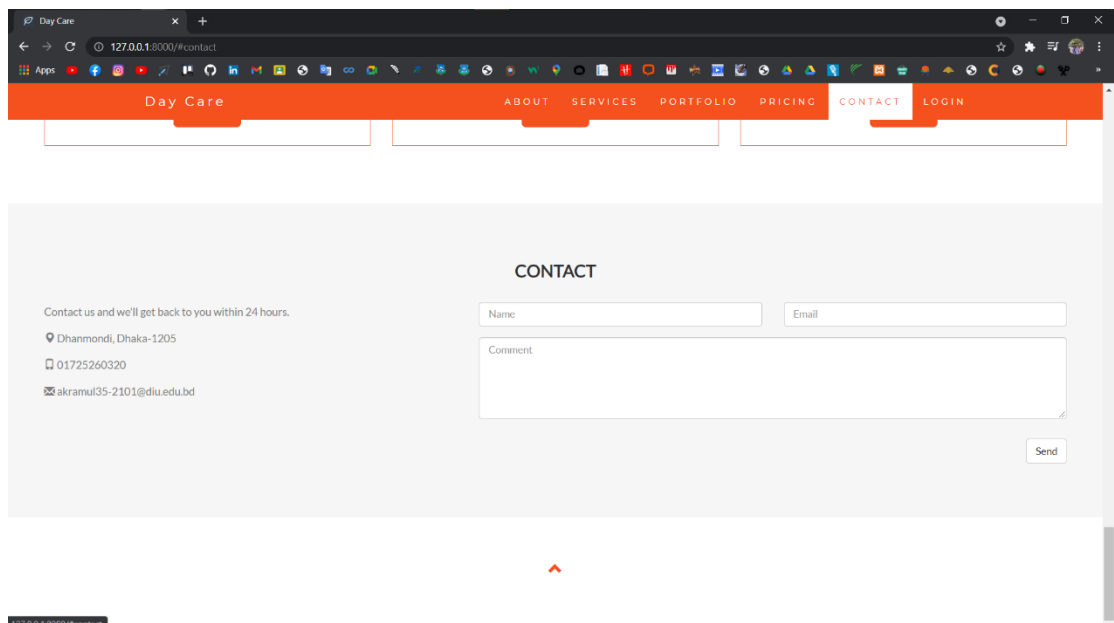 Day Care
127.0.0.1:8000/#contact
Apps
Day Care ABOUT SERVICES PORTFOLIO PRICING CONTACT LOGIN
CONTACT
Contact us and we'll get back to you within 24 hours.
Dhanmondi, Dhaka-1205
01725260320
akramul35-2101@diu.edu.bd
Name Email
Comment
Send